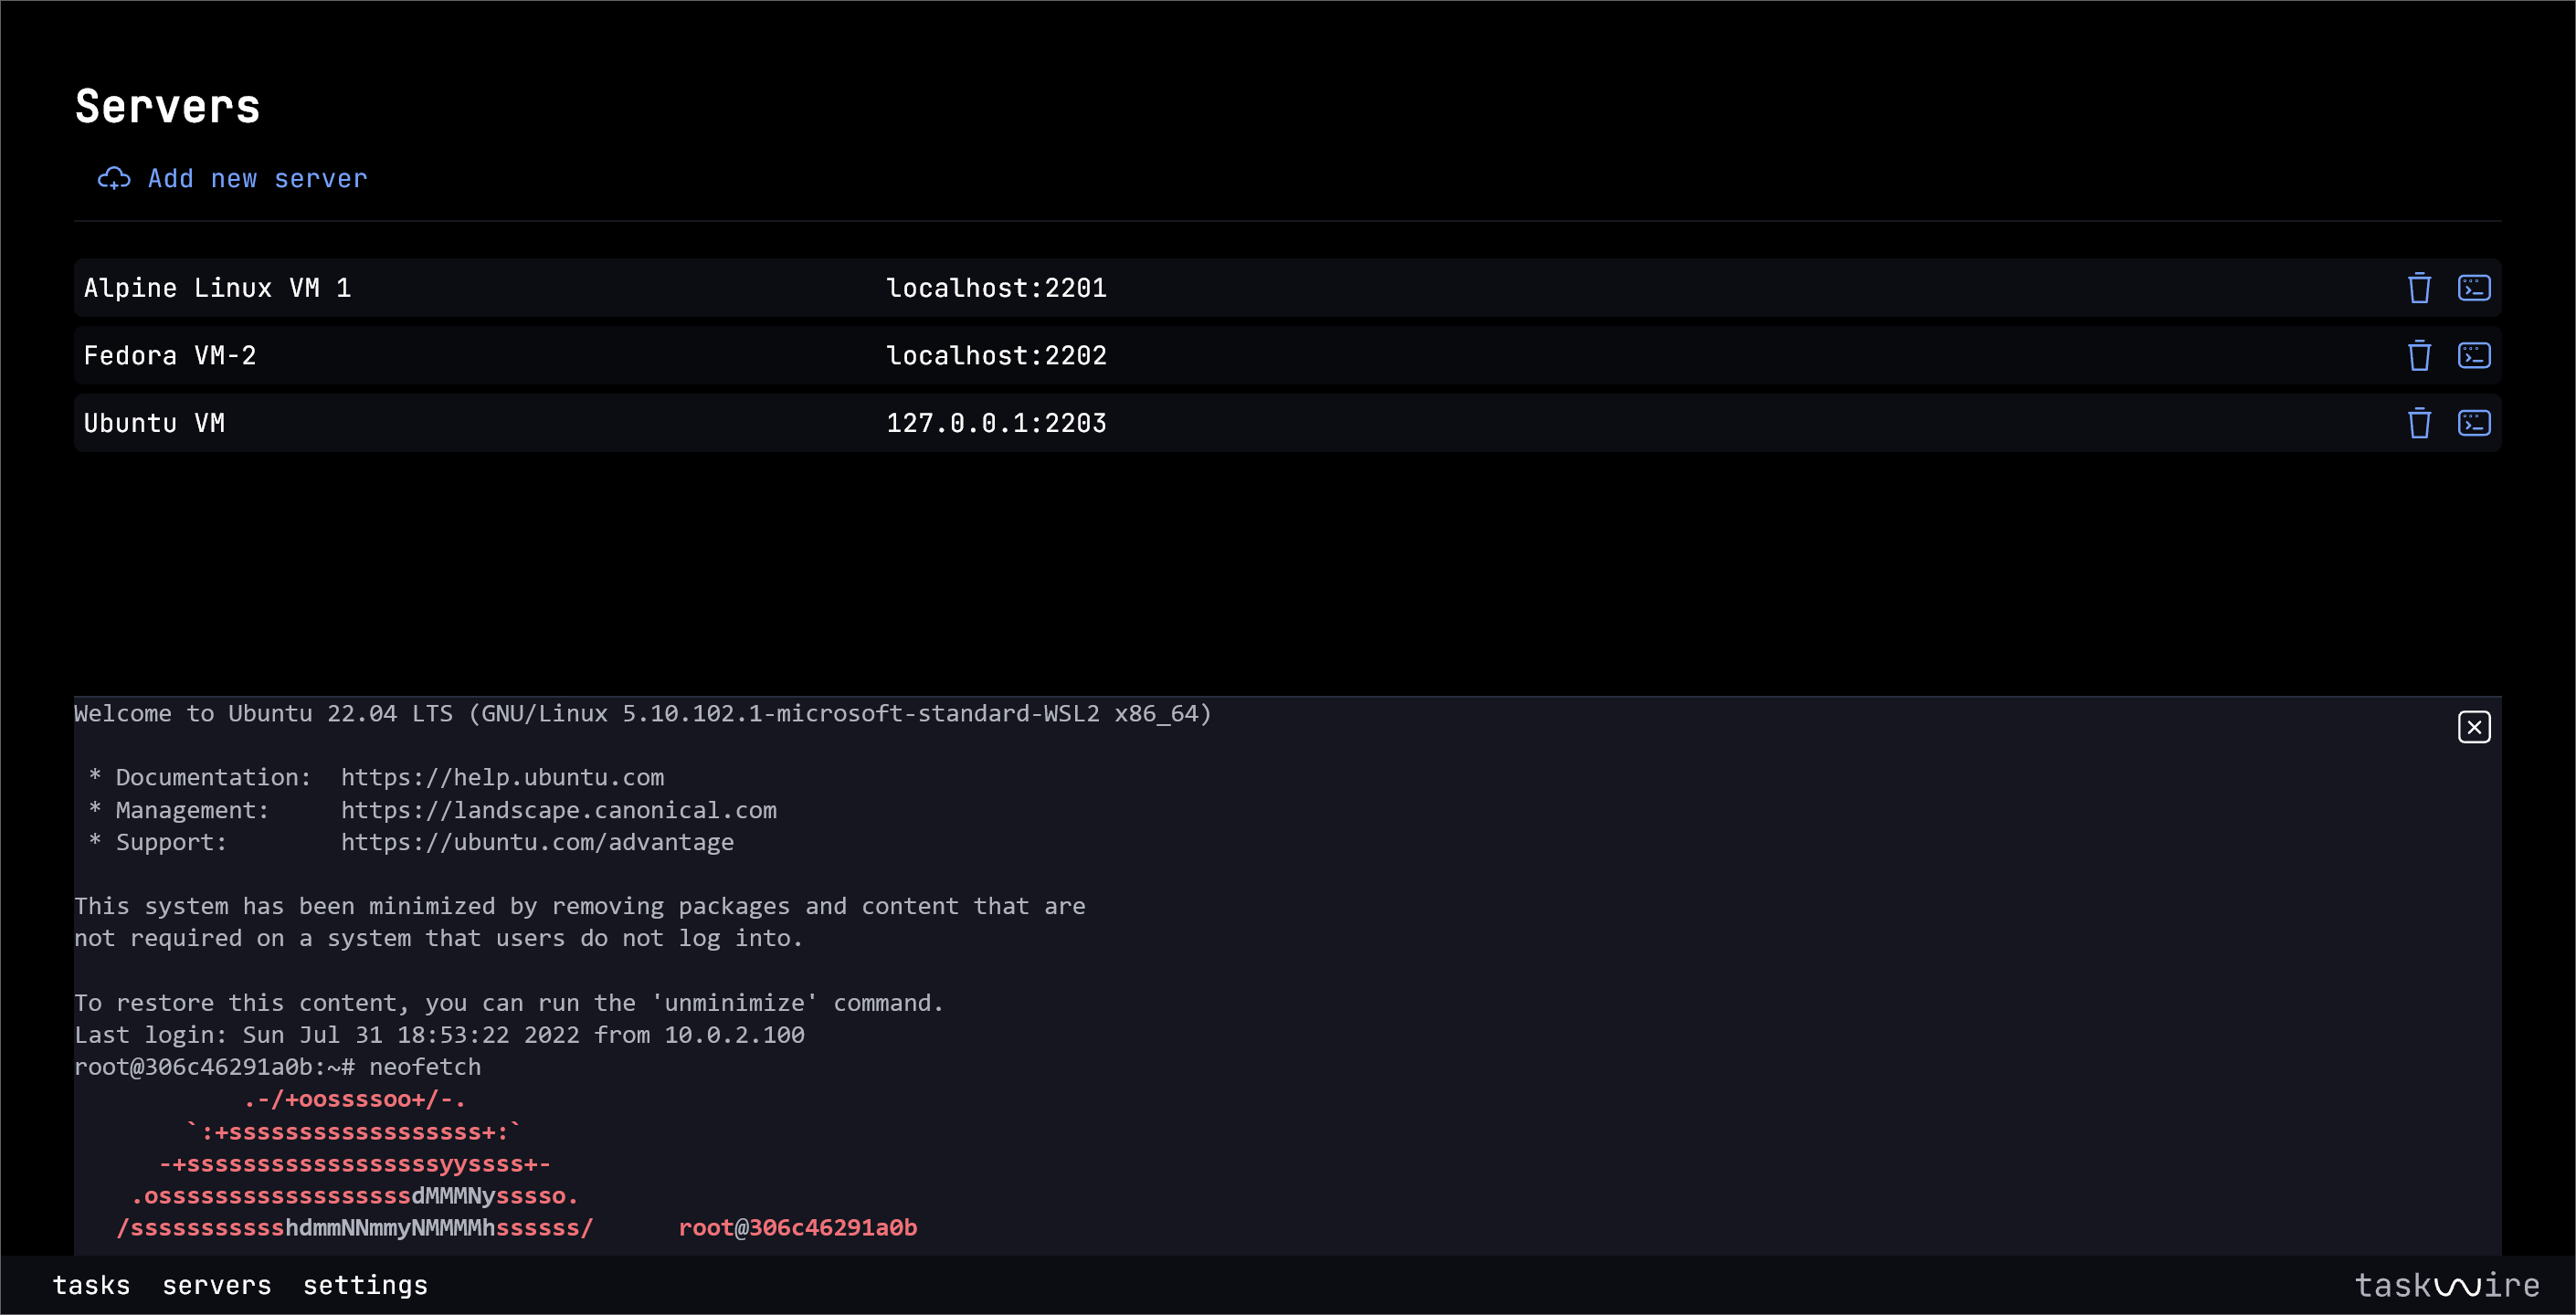 Servers
Add new server
Alpine Linux VM 1 localhost:2201
Fedora VM-2 localhost:2202
Ubuntu VM 127.0.0.1:2203
Welcome to Ubuntu 22.04 LTS (GNU/Linux 5.10.102.1-microsoft-standard-WSL2 x86_64)
 * Documentation:  https://help.ubuntu.com
 * Management:     https://landscape.canonical.com
 * Support:        https://ubuntu.com/advantage
This system has been minimized by removing packages and content that are
not required on a system that users do not log into.
To restore this content, you can run the 'unminimize' command.
Last login: Sun Jul 31 18:53:22 2022 from 10.0.2.100
root@306c46291a0b:~# neofetch
            .-/+oossssoo+/-.
        `:+ssssssssssssssssss+:`
      -+ssssssssssssssssssyyssss+-
    .ossssssssssssssssssdMMMNysssso.
   /ssssssssssshdmmNNmmyNMMMMhssssss/      root@306c46291a0b
tasks servers settings
taskwire